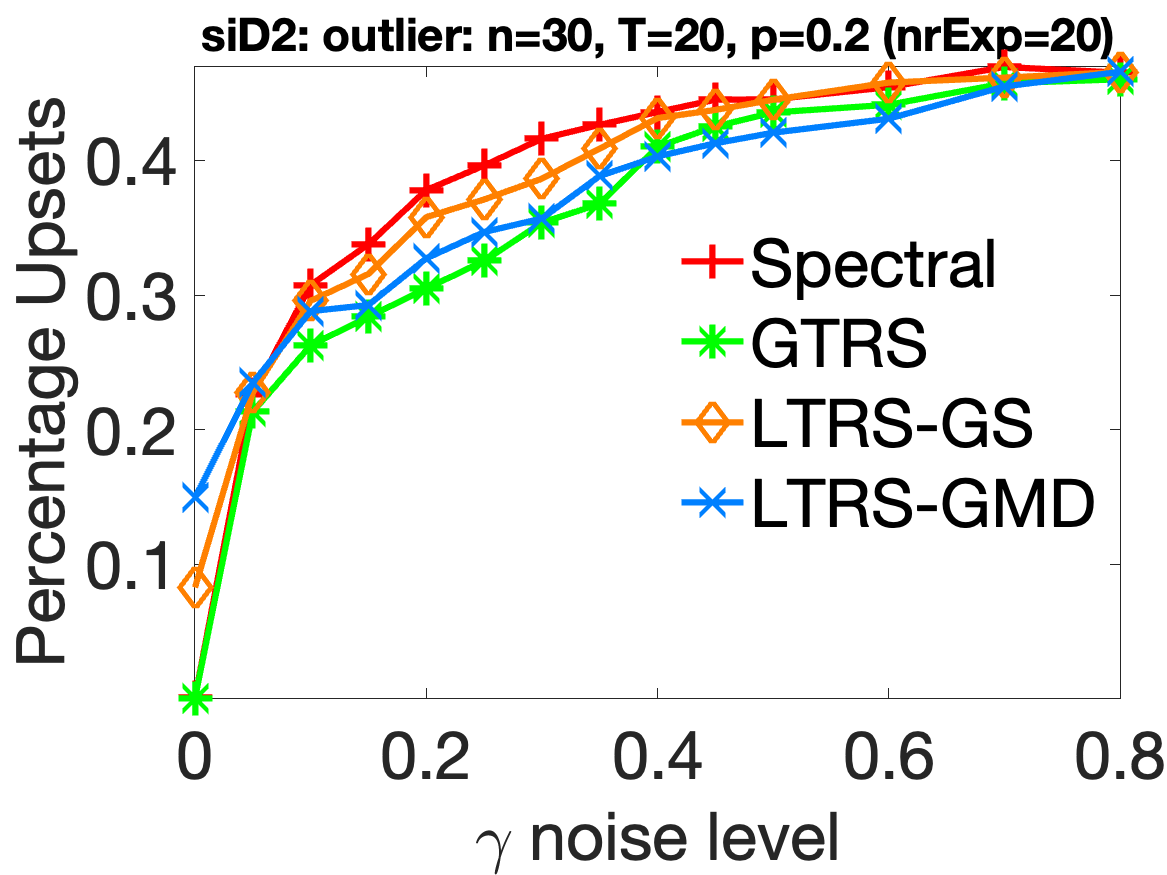 siD2: outlier: n=30, T=20, p=0.2 (nrExp=20)
Percentage Upsets
0.4
0.3
0.2
0.1
Spectral
GTRS
LTRS-GS
LTRS-GMD
0 0.2 0.4 0.6 0.8
γ noise level